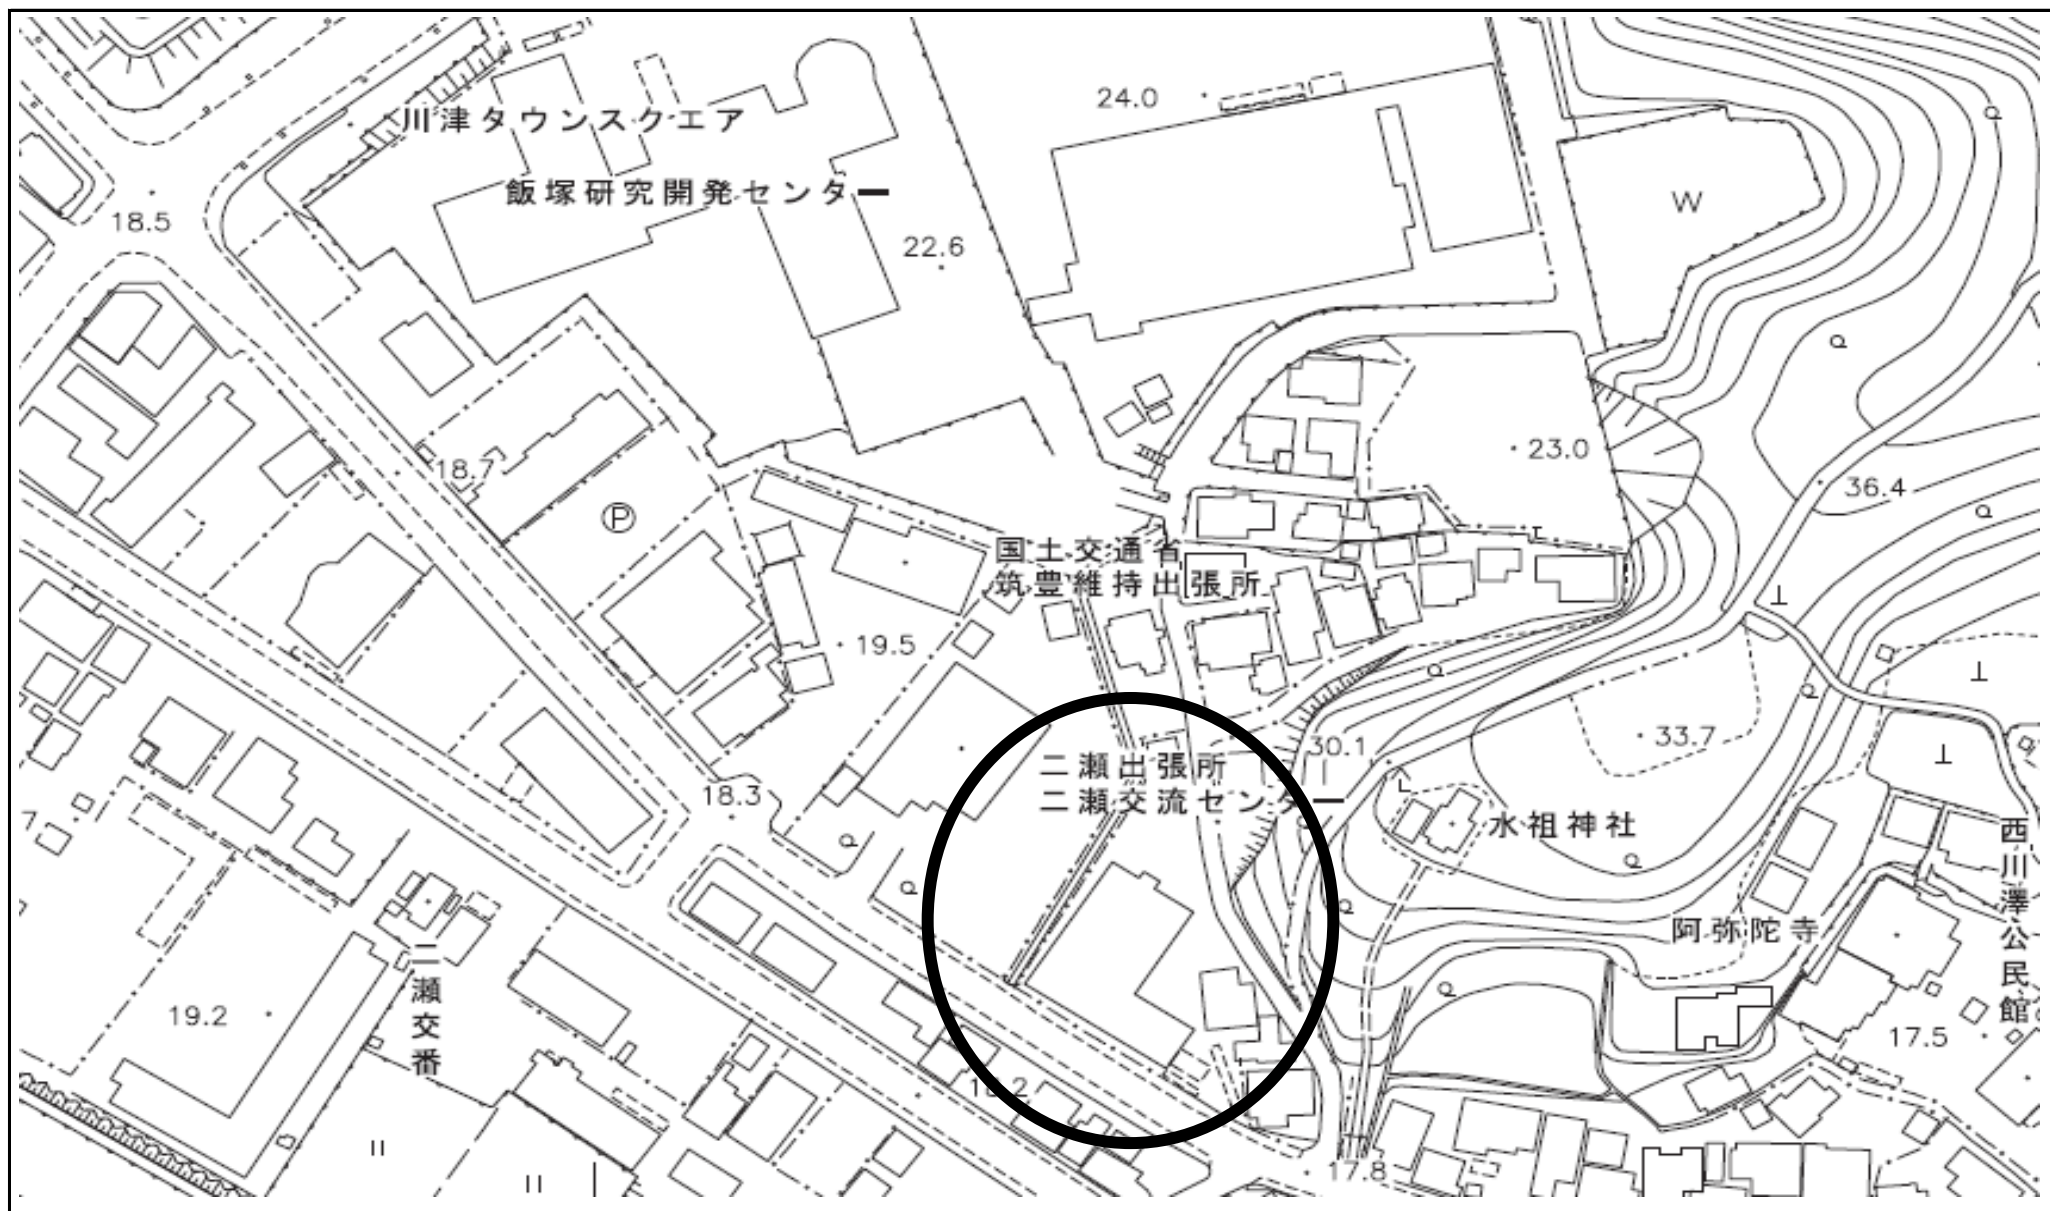 24.0
川津タウンスクエア
飯塚研究開発センター
W
18.5
22.6
23.0
18.7
36.4
P
国土交通省
筑豊維持出張所
19.5
33.7
30.1
二瀬出張所
二瀬交流センター
18.3
水祖神社
7
西川澤公民館
阿弥陀寺
二瀬交番
19.2
17.5
18.2
17.8